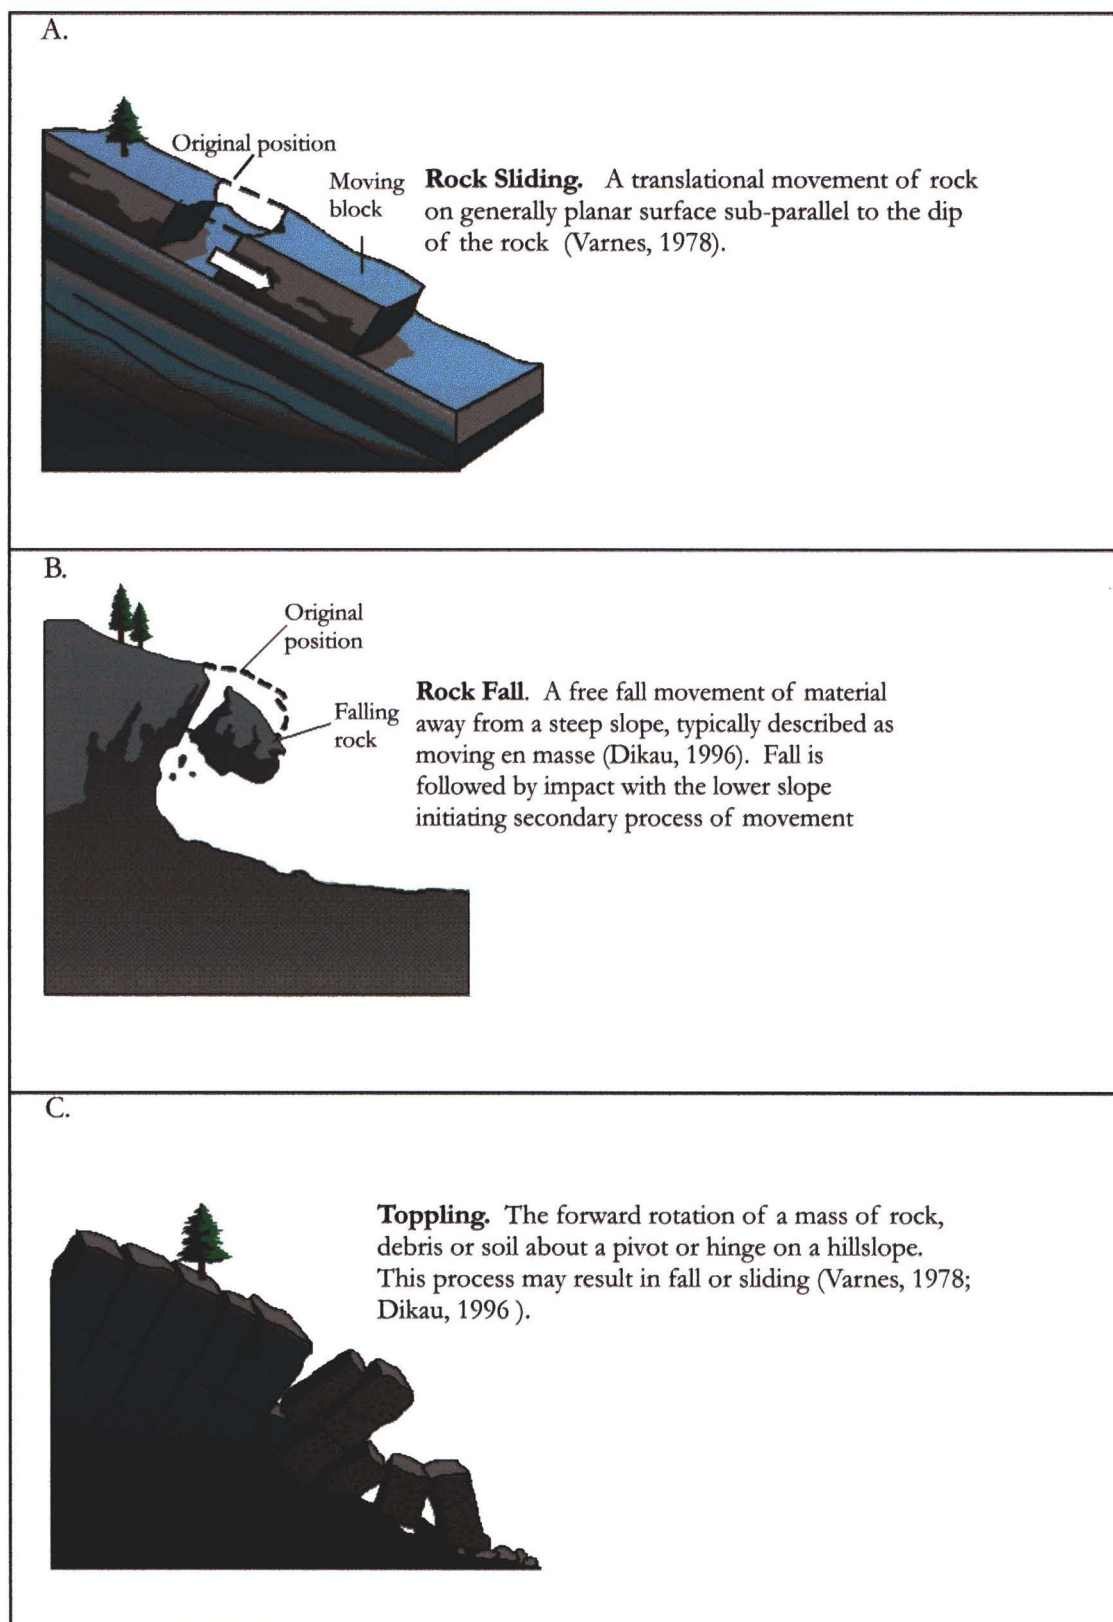 A.
Original position
Moving
block
Rock Sliding. A translational movement of rock
on generally planar surface sub-parallel to the dip
of the rock (Varnes, 1978).
B.
Original
position
Falling
rock
Rock Fall. A free fall movement of material
away from a steep slope, typically described as
moving en masse (Dikau, 1996). Fall is
followed by impact with the lower slope
initiating secondary process of movement
C.
Toppling. The forward rotation of a mass of rock,
debris or soil about a pivot or hinge on a hillslope.
This process may result in fall or sliding (Varnes, 1978;
Dikau, 1996 ).